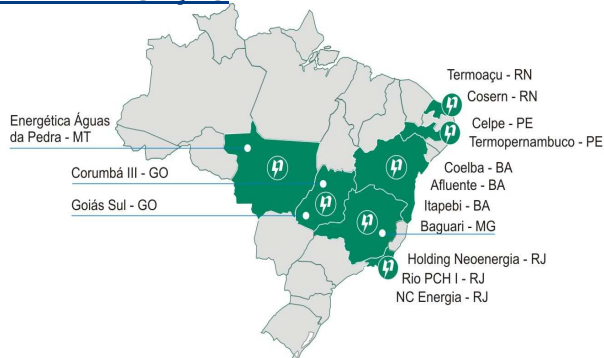 Termoaçu - RN
Cosern - RN
Energética Águas
da Pedra - MT
Celpe - PE
Termopernambuco - PE
Corumbá III - GO
Coelba - BA
Afluente - BA
Goiás Sul - GO
Itapebi - BA
Baguari - MG
Holding Neoenergia - RJ
Rio PCH I - RJ
NC Energia - RJ